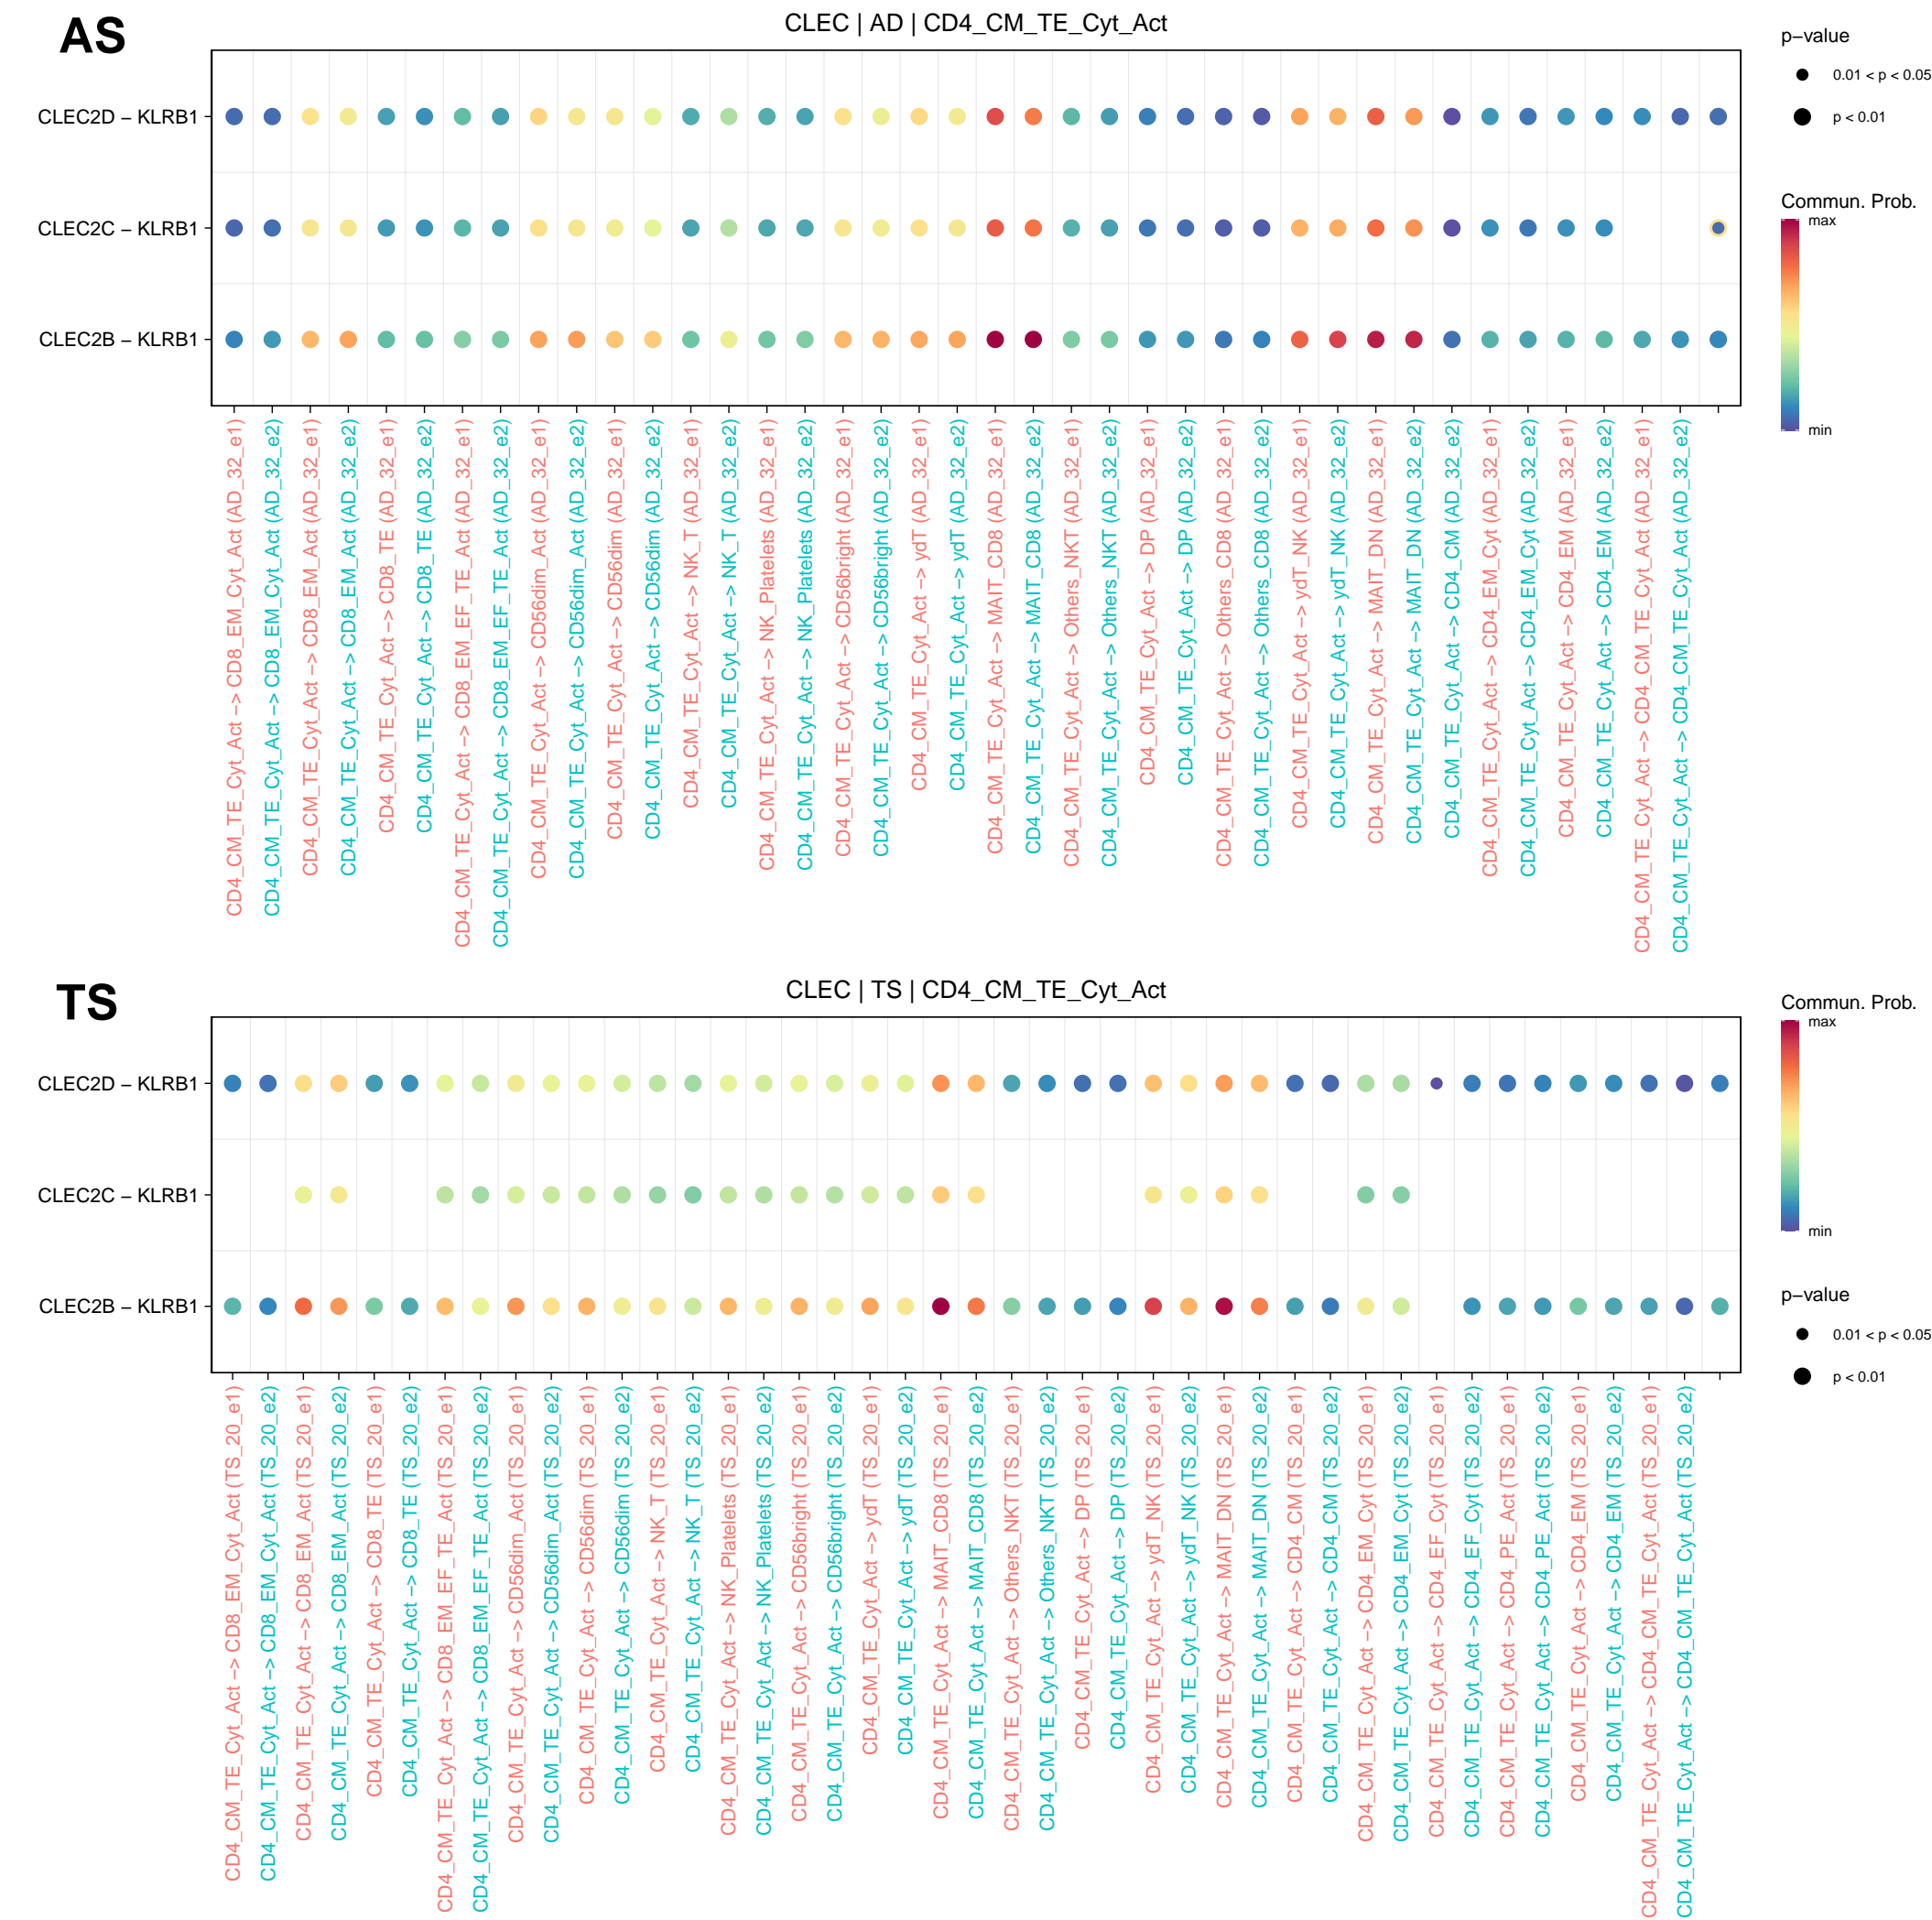 AS
CLEC | AD | CD4_CM_TE_Cyt_Act
CLEC2D – KLRB1
CLEC2C – KLRB1
CLEC2B – KLRB1
p–value
0.01 < p < 0.05
p < 0.01
Commun. Prob.
max
min
CD4_CM_TE_Cyt_Act –> CD8_EM_Cyt_Act (AD_32_e1)
CD4_CM_TE_Cyt_Act –> CD8_EM_Cyt_Act (AD_32_e2)
CD4_CM_TE_Cyt_Act –> CD8_EM_Act (AD_32_e1)
CD4_CM_TE_Cyt_Act –> CD8_EM_Act (AD_32_e2)
CD4_CM_TE_Cyt_Act –> CD8_TE (AD_32_e1)
CD4_CM_TE_Cyt_Act –> CD8_TE (AD_32_e2)
CD4_CM_TE_Cyt_Act –> CD8_EM_EF_TE_Act (AD_32_e1)
CD4_CM_TE_Cyt_Act –> CD8_EM_EF_TE_Act (AD_32_e2)
CD4_CM_TE_Cyt_Act –> CD56dim_Act (AD_32_e1)
CD4_CM_TE_Cyt_Act –> CD56dim_Act (AD_32_e2)
CD4_CM_TE_Cyt_Act –> CD56dim (AD_32_e1)
CD4_CM_TE_Cyt_Act –> CD56dim (AD_32_e2)
CD4_CM_TE_Cyt_Act –> NK_T (AD_32_e1)
CD4_CM_TE_Cyt_Act –> NK_T (AD_32_e2)
CD4_CM_TE_Cyt_Act –> NK_Platelets (AD_32_e1)
CD4_CM_TE_Cyt_Act –> NK_Platelets (AD_32_e2)
CD4_CM_TE_Cyt_Act –> CD56bright (AD_32_e1)
CD4_CM_TE_Cyt_Act –> CD56bright (AD_32_e2)
CD4_CM_TE_Cyt_Act –> ydT (AD_32_e1)
CD4_CM_TE_Cyt_Act –> ydT (AD_32_e2)
CD4_CM_TE_Cyt_Act –> MAIT_CD8 (AD_32_e1)
CD4_CM_TE_Cyt_Act –> MAIT_CD8 (AD_32_e2)
CD4_CM_TE_Cyt_Act –> Others_NKT (AD_32_e1)
CD4_CM_TE_Cyt_Act –> Others_NKT (AD_32_e2)
CD4_CM_TE_Cyt_Act –> DP (AD_32_e1)
CD4_CM_TE_Cyt_Act –> DP (AD_32_e2)
CD4_CM_TE_Cyt_Act –> Others_CD8 (AD_32_e1)
CD4_CM_TE_Cyt_Act –> Others_CD8 (AD_32_e2)
CD4_CM_TE_Cyt_Act –> ydT_NK (AD_32_e1)
CD4_CM_TE_Cyt_Act –> ydT_NK (AD_32_e2)
CD4_CM_TE_Cyt_Act –> MAIT_DN (AD_32_e1)
CD4_CM_TE_Cyt_Act –> MAIT_DN (AD_32_e2)
CD4_CM_TE_Cyt_Act –> CD4_CM (AD_32_e2)
CD4_CM_TE_Cyt_Act –> CD4_EM_Cyt (AD_32_e1)
CD4_CM_TE_Cyt_Act –> CD4_EM_Cyt (AD_32_e2)
CD4_CM_TE_Cyt_Act –> CD4_EM (AD_32_e1)
CD4_CM_TE_Cyt_Act –> CD4_EM (AD_32_e2)
CD4_CM_TE_Cyt_Act –> CD4_CM_TE_Cyt_Act (AD_32_e1)
CD4_CM_TE_Cyt_Act –> CD4_CM_TE_Cyt_Act (AD_32_e2)
TS
CLEC | TS | CD4_CM_TE_Cyt_Act
CLEC2D – KLRB1
CLEC2C – KLRB1
CLEC2B – KLRB1
Commun. Prob.
max
min
p–value
0.01 < p < 0.05
p < 0.01
CD4_CM_TE_Cyt_Act –> CD8_EM_Cyt_Act (TS_20_e1)
CD4_CM_TE_Cyt_Act –> CD8_EM_Cyt_Act (TS_20_e2)
CD4_CM_TE_Cyt_Act –> CD8_EM_Act (TS_20_e1)
CD4_CM_TE_Cyt_Act –> CD8_EM_Act (TS_20_e2)
CD4_CM_TE_Cyt_Act –> CD8_TE (TS_20_e1)
CD4_CM_TE_Cyt_Act –> CD8_TE (TS_20_e2)
CD4_CM_TE_Cyt_Act –> CD8_EM_EF_TE_Act (TS_20_e1)
CD4_CM_TE_Cyt_Act –> CD8_EM_EF_TE_Act (TS_20_e2)
CD4_CM_TE_Cyt_Act –> CD56dim_Act (TS_20_e1)
CD4_CM_TE_Cyt_Act –> CD56dim_Act (TS_20_e2)
CD4_CM_TE_Cyt_Act –> CD56dim (TS_20_e1)
CD4_CM_TE_Cyt_Act –> CD56dim (TS_20_e2)
CD4_CM_TE_Cyt_Act –> NK_T (TS_20_e1)
CD4_CM_TE_Cyt_Act –> NK_T (TS_20_e2)
CD4_CM_TE_Cyt_Act –> NK_Platelets (TS_20_e1)
CD4_CM_TE_Cyt_Act –> NK_Platelets (TS_20_e2)
CD4_CM_TE_Cyt_Act –> CD56bright (TS_20_e1)
CD4_CM_TE_Cyt_Act –> CD56bright (TS_20_e2)
CD4_CM_TE_Cyt_Act –> ydT (TS_20_e1)
CD4_CM_TE_Cyt_Act –> ydT (TS_20_e2)
CD4_CM_TE_Cyt_Act –> MAIT_CD8 (TS_20_e1)
CD4_CM_TE_Cyt_Act –> MAIT_CD8 (TS_20_e2)
CD4_CM_TE_Cyt_Act –> Others_NKT (TS_20_e1)
CD4_CM_TE_Cyt_Act –> Others_NKT (TS_20_e2)
CD4_CM_TE_Cyt_Act –> DP (TS_20_e1)
CD4_CM_TE_Cyt_Act –> DP (TS_20_e2)
CD4_CM_TE_Cyt_Act –> ydT_NK (TS_20_e1)
CD4_CM_TE_Cyt_Act –> ydT_NK (TS_20_e2)
CD4_CM_TE_Cyt_Act –> MAIT_DN (TS_20_e1)
CD4_CM_TE_Cyt_Act –> MAIT_DN (TS_20_e2)
CD4_CM_TE_Cyt_Act –> CD4_CM (TS_20_e1)
CD4_CM_TE_Cyt_Act –> CD4_CM (TS_20_e2)
CD4_CM_TE_Cyt_Act –> CD4_EM_Cyt (TS_20_e1)
CD4_CM_TE_Cyt_Act –> CD4_EM_Cyt (TS_20_e2)
CD4_CM_TE_Cyt_Act –> CD4_EF_Cyt (TS_20_e1)
CD4_CM_TE_Cyt_Act –> CD4_EF_Cyt (TS_20_e2)
CD4_CM_TE_Cyt_Act –> CD4_PE_Act (TS_20_e1)
CD4_CM_TE_Cyt_Act –> CD4_PE_Act (TS_20_e2)
CD4_CM_TE_Cyt_Act –> CD4_EM (TS_20_e1)
CD4_CM_TE_Cyt_Act –> CD4_EM (TS_20_e2)
CD4_CM_TE_Cyt_Act –> CD4_CM_TE_Cyt_Act (TS_20_e1)
CD4_CM_TE_Cyt_Act –> CD4_CM_TE_Cyt_Act (TS_20_e2)